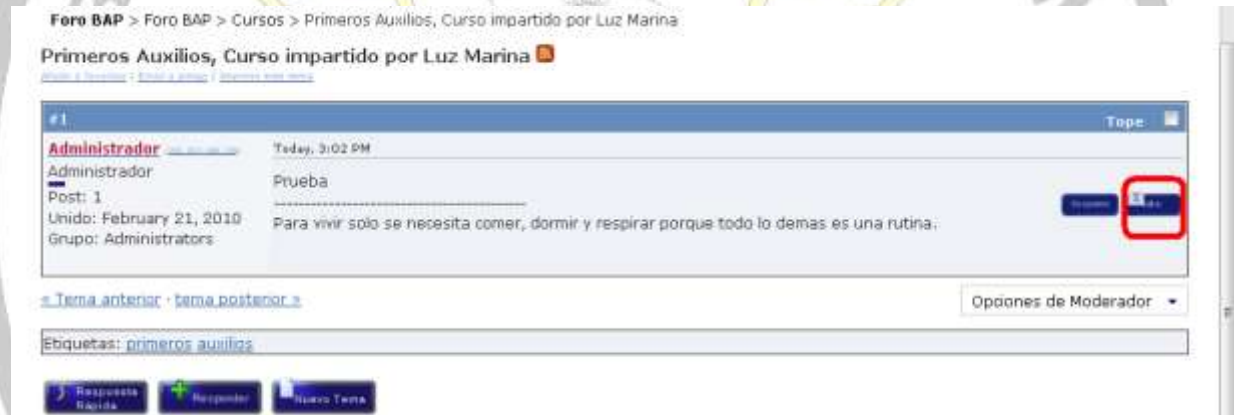 Foro BAP > Foro BAP > Cursos > Primeros Auxilios, Curso impartido por Luz Marina
Primeros Auxilios, Curso impartido por Luz Marina
#1 Tope
Administrador Today, 3:02 PM
Administrador
Prueba
Post: 1
----------------------------------------
Unido: February 21, 2010
Para vivir solo se necesita comer, dormir y respirar porque todo lo demas es una rutina.
Grupo: Administrators
« Tema anterior · tema posterior »
Opciones de Moderador
Etiquetas: primeros auxilios
Respuesta Rápida
Responder
Nuevo Tema